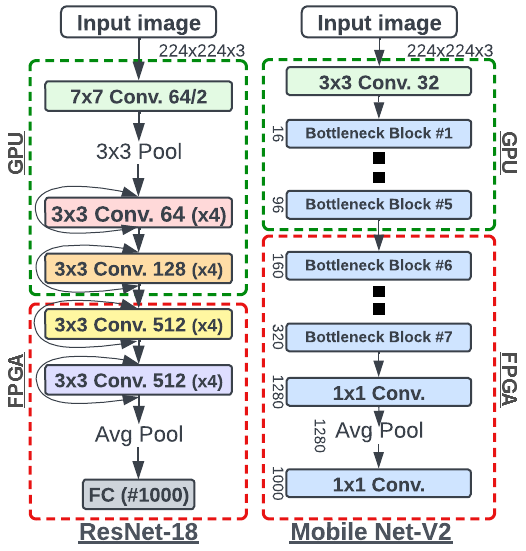 Input image
224x224x3
GPU
7x7 Conv. 64/2
3x3 Pool
3x3 Conv. 64 (x4)
3x3 Conv. 128 (x4)
FPGA
3x3 Conv. 512 (x4)
3x3 Conv. 512 (x4)
Avg Pool
FC (#1000)
ResNet-18
Input image
224x224x3
GPU
3x3 Conv. 32
16
Bottleneck Block #1
96
Bottleneck Block #5
FPGA
160
Bottleneck Block #6
320
Bottleneck Block #7
1280
1x1 Conv.
1280
Avg Pool
1000
1x1 Conv.
Mobile Net-V2